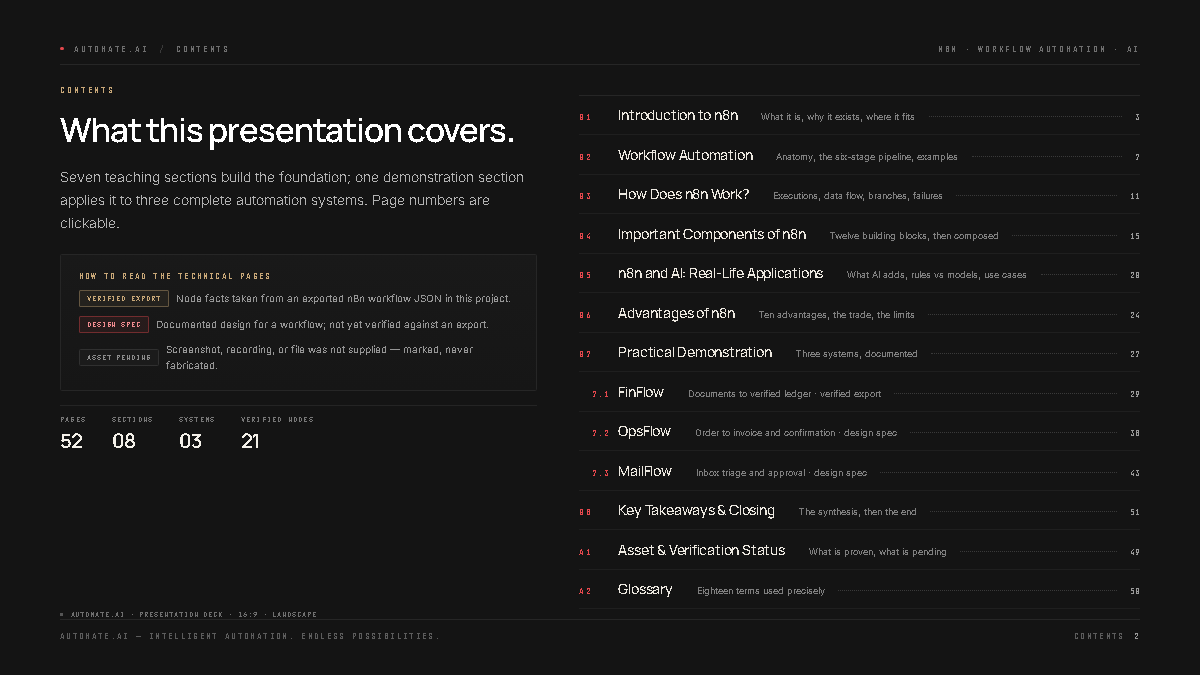 AUTOMATE.AI / CONTENTS
N8N · WORKFLOW AUTOMATION · AI
CONTENTS
What this presentation covers.
Seven teaching sections build the foundation; one demonstration section
applies it to three complete automation systems. Page numbers are
clickable.
HOW TO READ THE TECHNICAL PAGES
VERIFIED EXPORT Node facts taken from an exported n8n workflow JSON in this project.
DESIGN SPEC Documented design for a workflow; not yet verified against an export.
ASSET PENDING Screenshot, recording, or file was not supplied — marked, never
fabricated.
PAGES SECTIONS SYSTEMS VERIFIED NODES
52 08 03 21
01 Introduction to n8n What it is, why it exists, where it fits 3
02 Workflow Automation Anatomy, the six-stage pipeline, examples 7
03 How Does n8n Work? Executions, data flow, branches, failures 11
04 Important Components of n8n Twelve building blocks, then composed 15
05 n8n and AI: Real-Life Applications What AI adds, rules vs models, use cases 20
06 Advantages of n8n Ten advantages, the trade, the limits 24
07 Practical Demonstration Three systems, documented 27
7.1 FinFlow Documents to verified ledger · verified export 29
7.2 OpsFlow Order to invoice and confirmation · design spec 38
7.3 MailFlow Inbox triage and approval · design spec 43
08 Key Takeaways & Closing The synthesis, then the end 51
A1 Asset & Verification Status What is proven, what is pending 49
A2 Glossary Eighteen terms used precisely 50
AUTOMATE.AI · PRESENTATION DECK · 16:9 · LANDSCAPE
AUTOMATE.AI — INTELLIGENT AUTOMATION. ENDLESS POSSIBILITIES.
CONTENTS 2